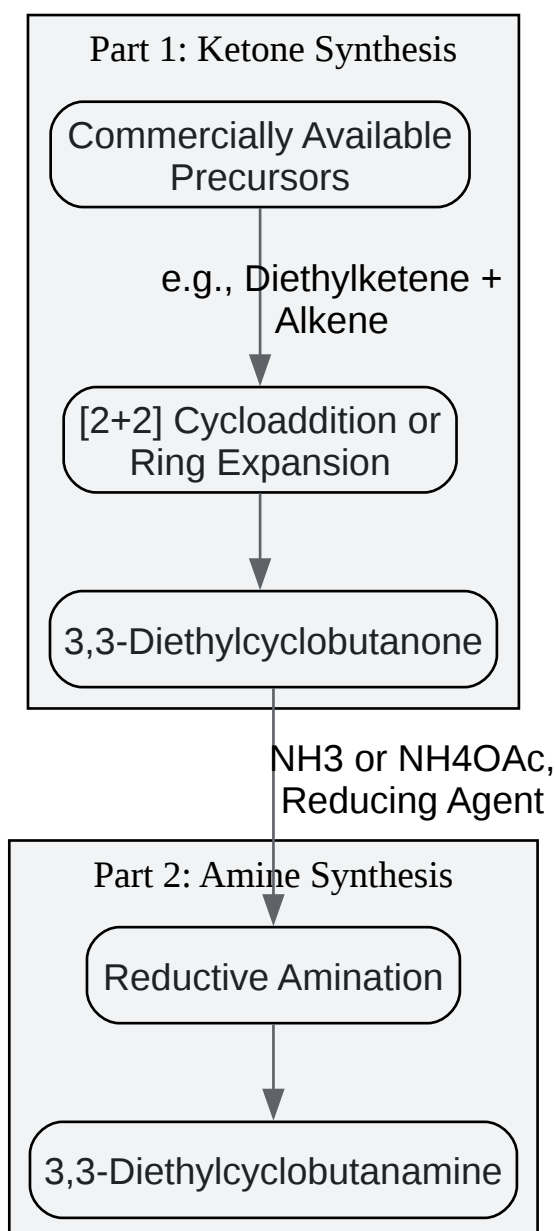 Part 1: Ketone Synthesis
Commercially Available
Precursors
e.g., Diethylketene +
Alkene
[2+2] Cycloaddition or
Ring Expansion
3,3-Diethylcyclobutanone
NH3 or NH4OAc,
Reducing Agent
Part 2: Amine Synthesis
Reductive Amination
3,3-Diethylcyclobutanamine